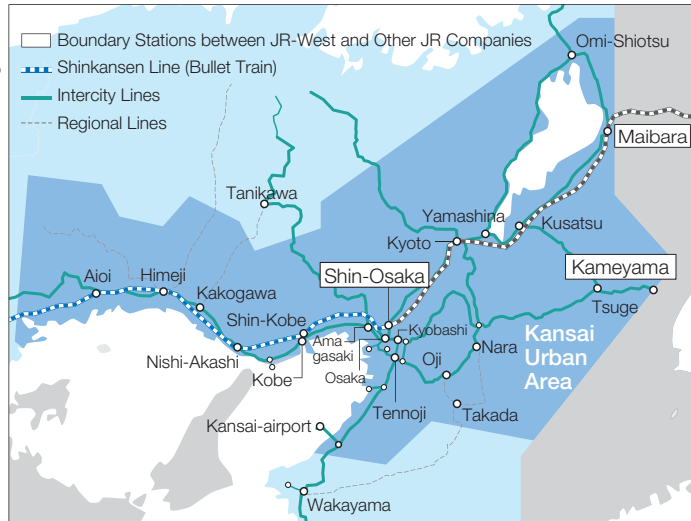 Boundary Stations between JR-West and Other JR Companies
Shinkansen Line (Bullet Train)
Intercity Lines
Regional Lines
Omi-Shiotsu
Maibara
Tanikawa
Yamashina
Kusatsu
Kyoto
Shin-Osaka
Kameyama
Aioi
Himeji
Kakogawa
Tsuge
Shin-Kobe
Ama
gasaki
Kyobashi
Kansai
Urban
Area
Nishi-Akashi
Kobe
Osaka
Oji
Nara
Tennoji
Takada
Kansai-airport
Wakayama